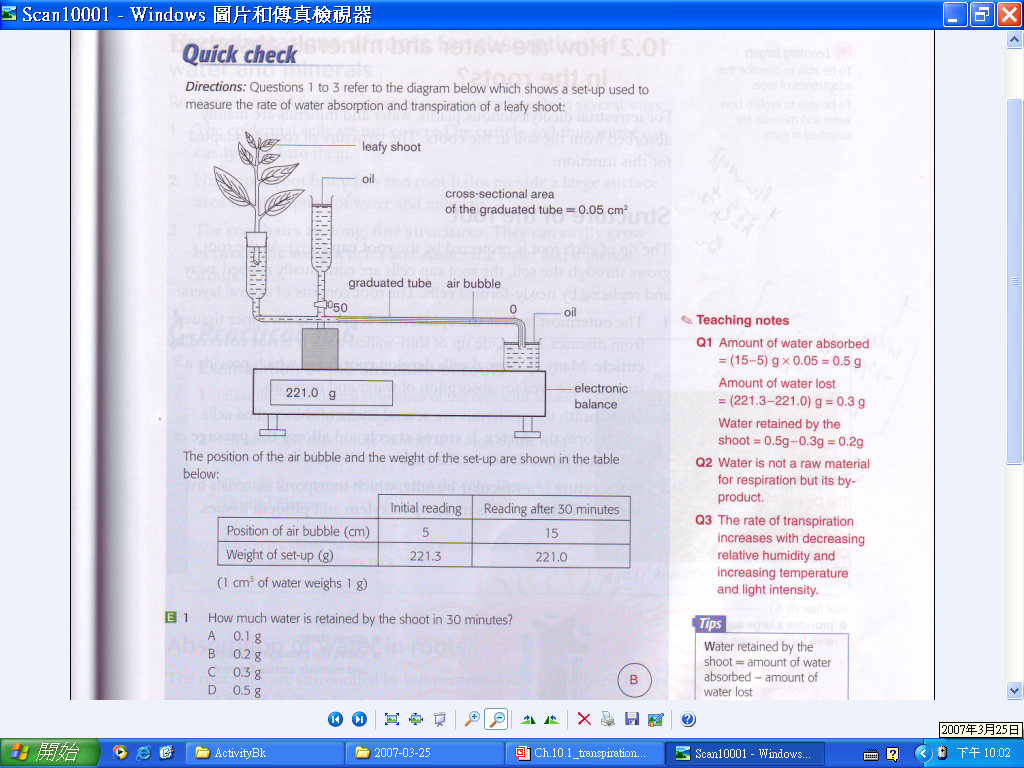 Scan10001 - Windows 圖片和傳真檢視器
Quick check
Directions: Questions 1 to 3 refer to the diagram below which shows a set-up used to
measure the rate of water absorption and transpiration of a leafy shoot:
leafy shoot
oil
cross-sectional area
of the graduated tube = 0.05 cm²
graduated tube
air bubble
50
0
oil
221.0 g
electronic
balance
The position of the air bubble and the weight of the set-up are shown in the table
below:
Initial reading
Reading after 30 minutes
Position of air bubble (cm)
5
15
Weight of set-up (g)
221.3
221.0
(1 cm³ of water weighs 1 g)
E 1 How much water is retained by the shoot in 30 minutes?
A 0.1 g
B 0.2 g
C 0.3 g
D 0.5 g
B
Teaching notes
Q1 Amount of water absorbed
= (15–5) g × 0.05 = 0.5 g
Amount of water lost
= (221.3–221.0) g = 0.3 g
Water retained by the
shoot = 0.5g–0.3g = 0.2g
Q2 Water is not a raw material
for respiration but its by-
product.
Q3 The rate of transpiration
increases with decreasing
relative humidity and
increasing temperature
and light intensity.
Tips
Water retained by the
shoot = amount of water
absorbed – amount of
water lost
2007年3月25日
開始
ActivityBk
2007-03-25
Ch.10.1_transpiration...
Scan10001 - Windows...
下午 10:02